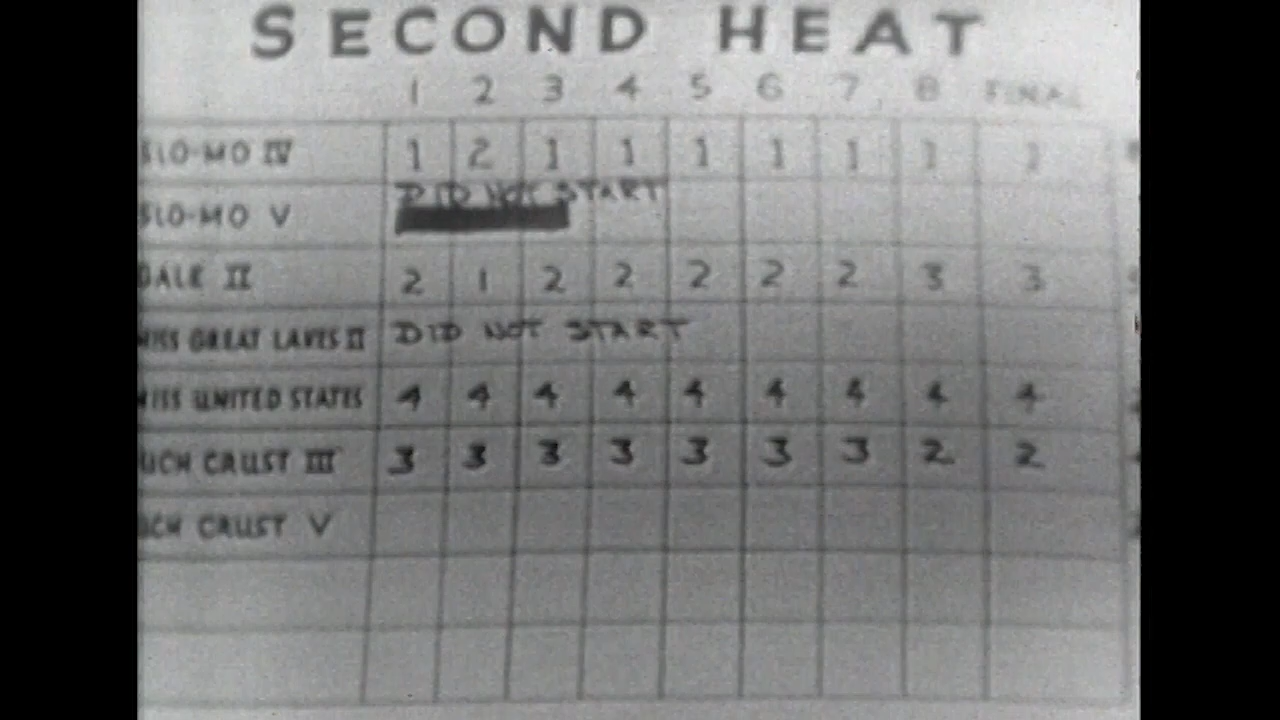 SECOND HEAT
1 2 3 4 5 6 7 8 FINAL
SLO-MO IV 1 2 1 1 1 1 1 1 1
SLO-MO V DID NOT START
GALE II 2 1 2 2 2 2 2 3 3
MISS GREAT LAKES II DID NOT START
MISS UNITED STATES 4 4 4 4 4 4 4 4 4
UCH CRUST III 3 3 3 3 3 3 3 2 2
UCH CRUST V